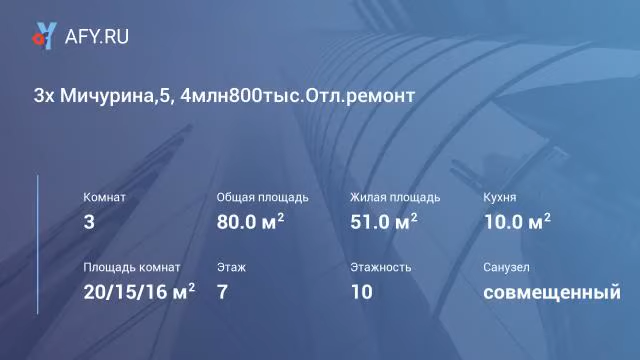 AFY.RU
3х Мичурина,5, 4млн800тыс.Отл.ремонт
Комнат Общая площадь Жилая площадь Кухня
3 80.0 м² 51.0 м² 10.0 м²
Площадь комнат Этаж Этажность Санузел
20/15/16 м² 7 10 совмещенный